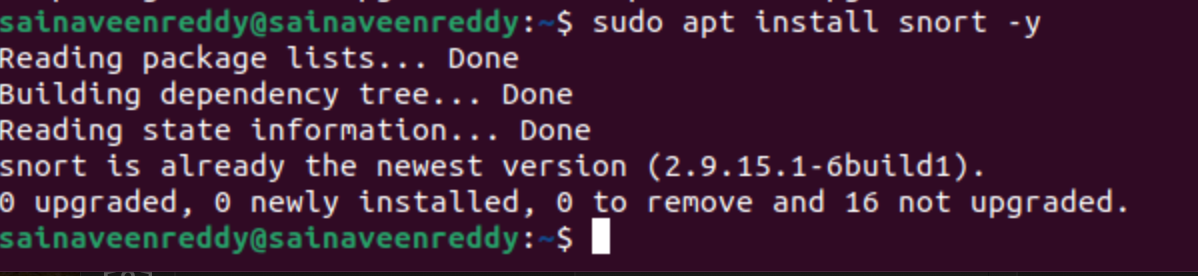 sainaveenreddy@sainaveenreddy:~$ sudo apt install snort -y
Reading package lists... Done
Building dependency tree... Done
Reading state information... Done
snort is already the newest version (2.9.15.1-6build1).
0 upgraded, 0 newly installed, 0 to remove and 16 not upgraded.
sainaveenreddy@sainaveenreddy:~$